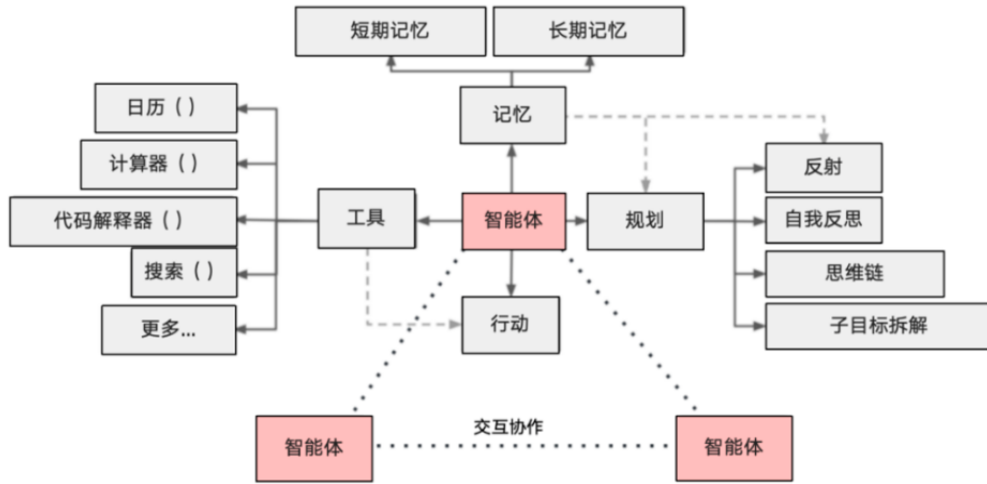 短期记忆
长期记忆
日历（）
记忆
计算器（）
反射
代码解释器（）
工具
智能体
规划
自我反思
搜索（）
思维链
更多...
行动
子目标拆解
交互协作
智能体
智能体